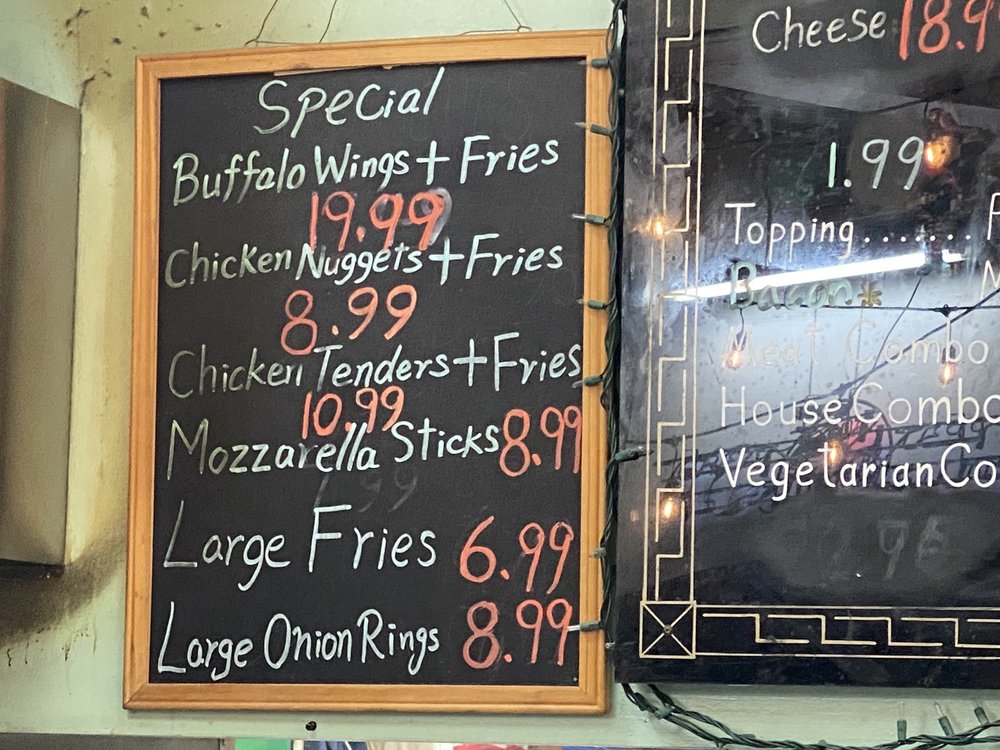 Special
Buffalo Wings + Fries
19.99
Chicken Nuggets + Fries
8.99
Chicken Tenders + Fries
10.99
Mozzarella Sticks 8.99
Large Fries 6.99
Large Onion Rings 8.99
Cheese 18.9
1.99
Topping.......
Bacon*
Meat Combo
House Combo
Vegetarian Co